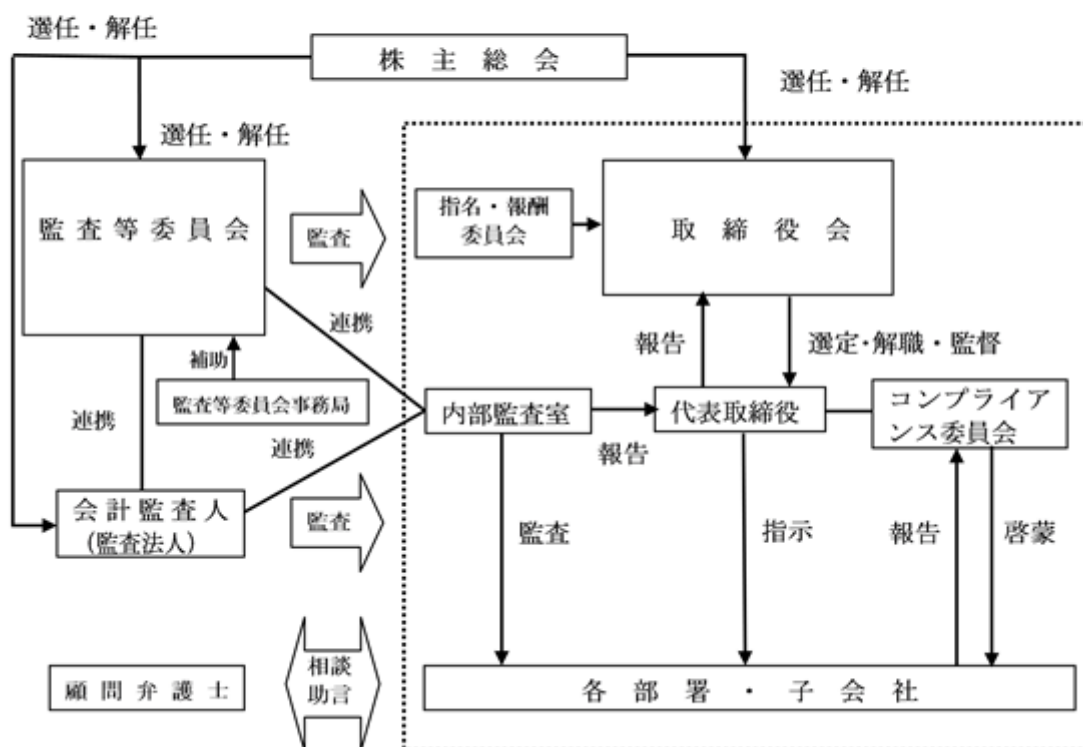 選任・解任
株主総会
選任・解任
選任・解任
監査等委員会
監査
指名・報酬
委員会
取締役会
連携
報告
選定・解職・監督
補助
監査等委員会事務局
連携
内部監査室
代表取締役
コンプライア
ンス委員会
連携
報告
会計監査人
(監査法人)
監査
監査
指示
報告
啓蒙
顧問弁護士
相談
助言
各部署・子会社